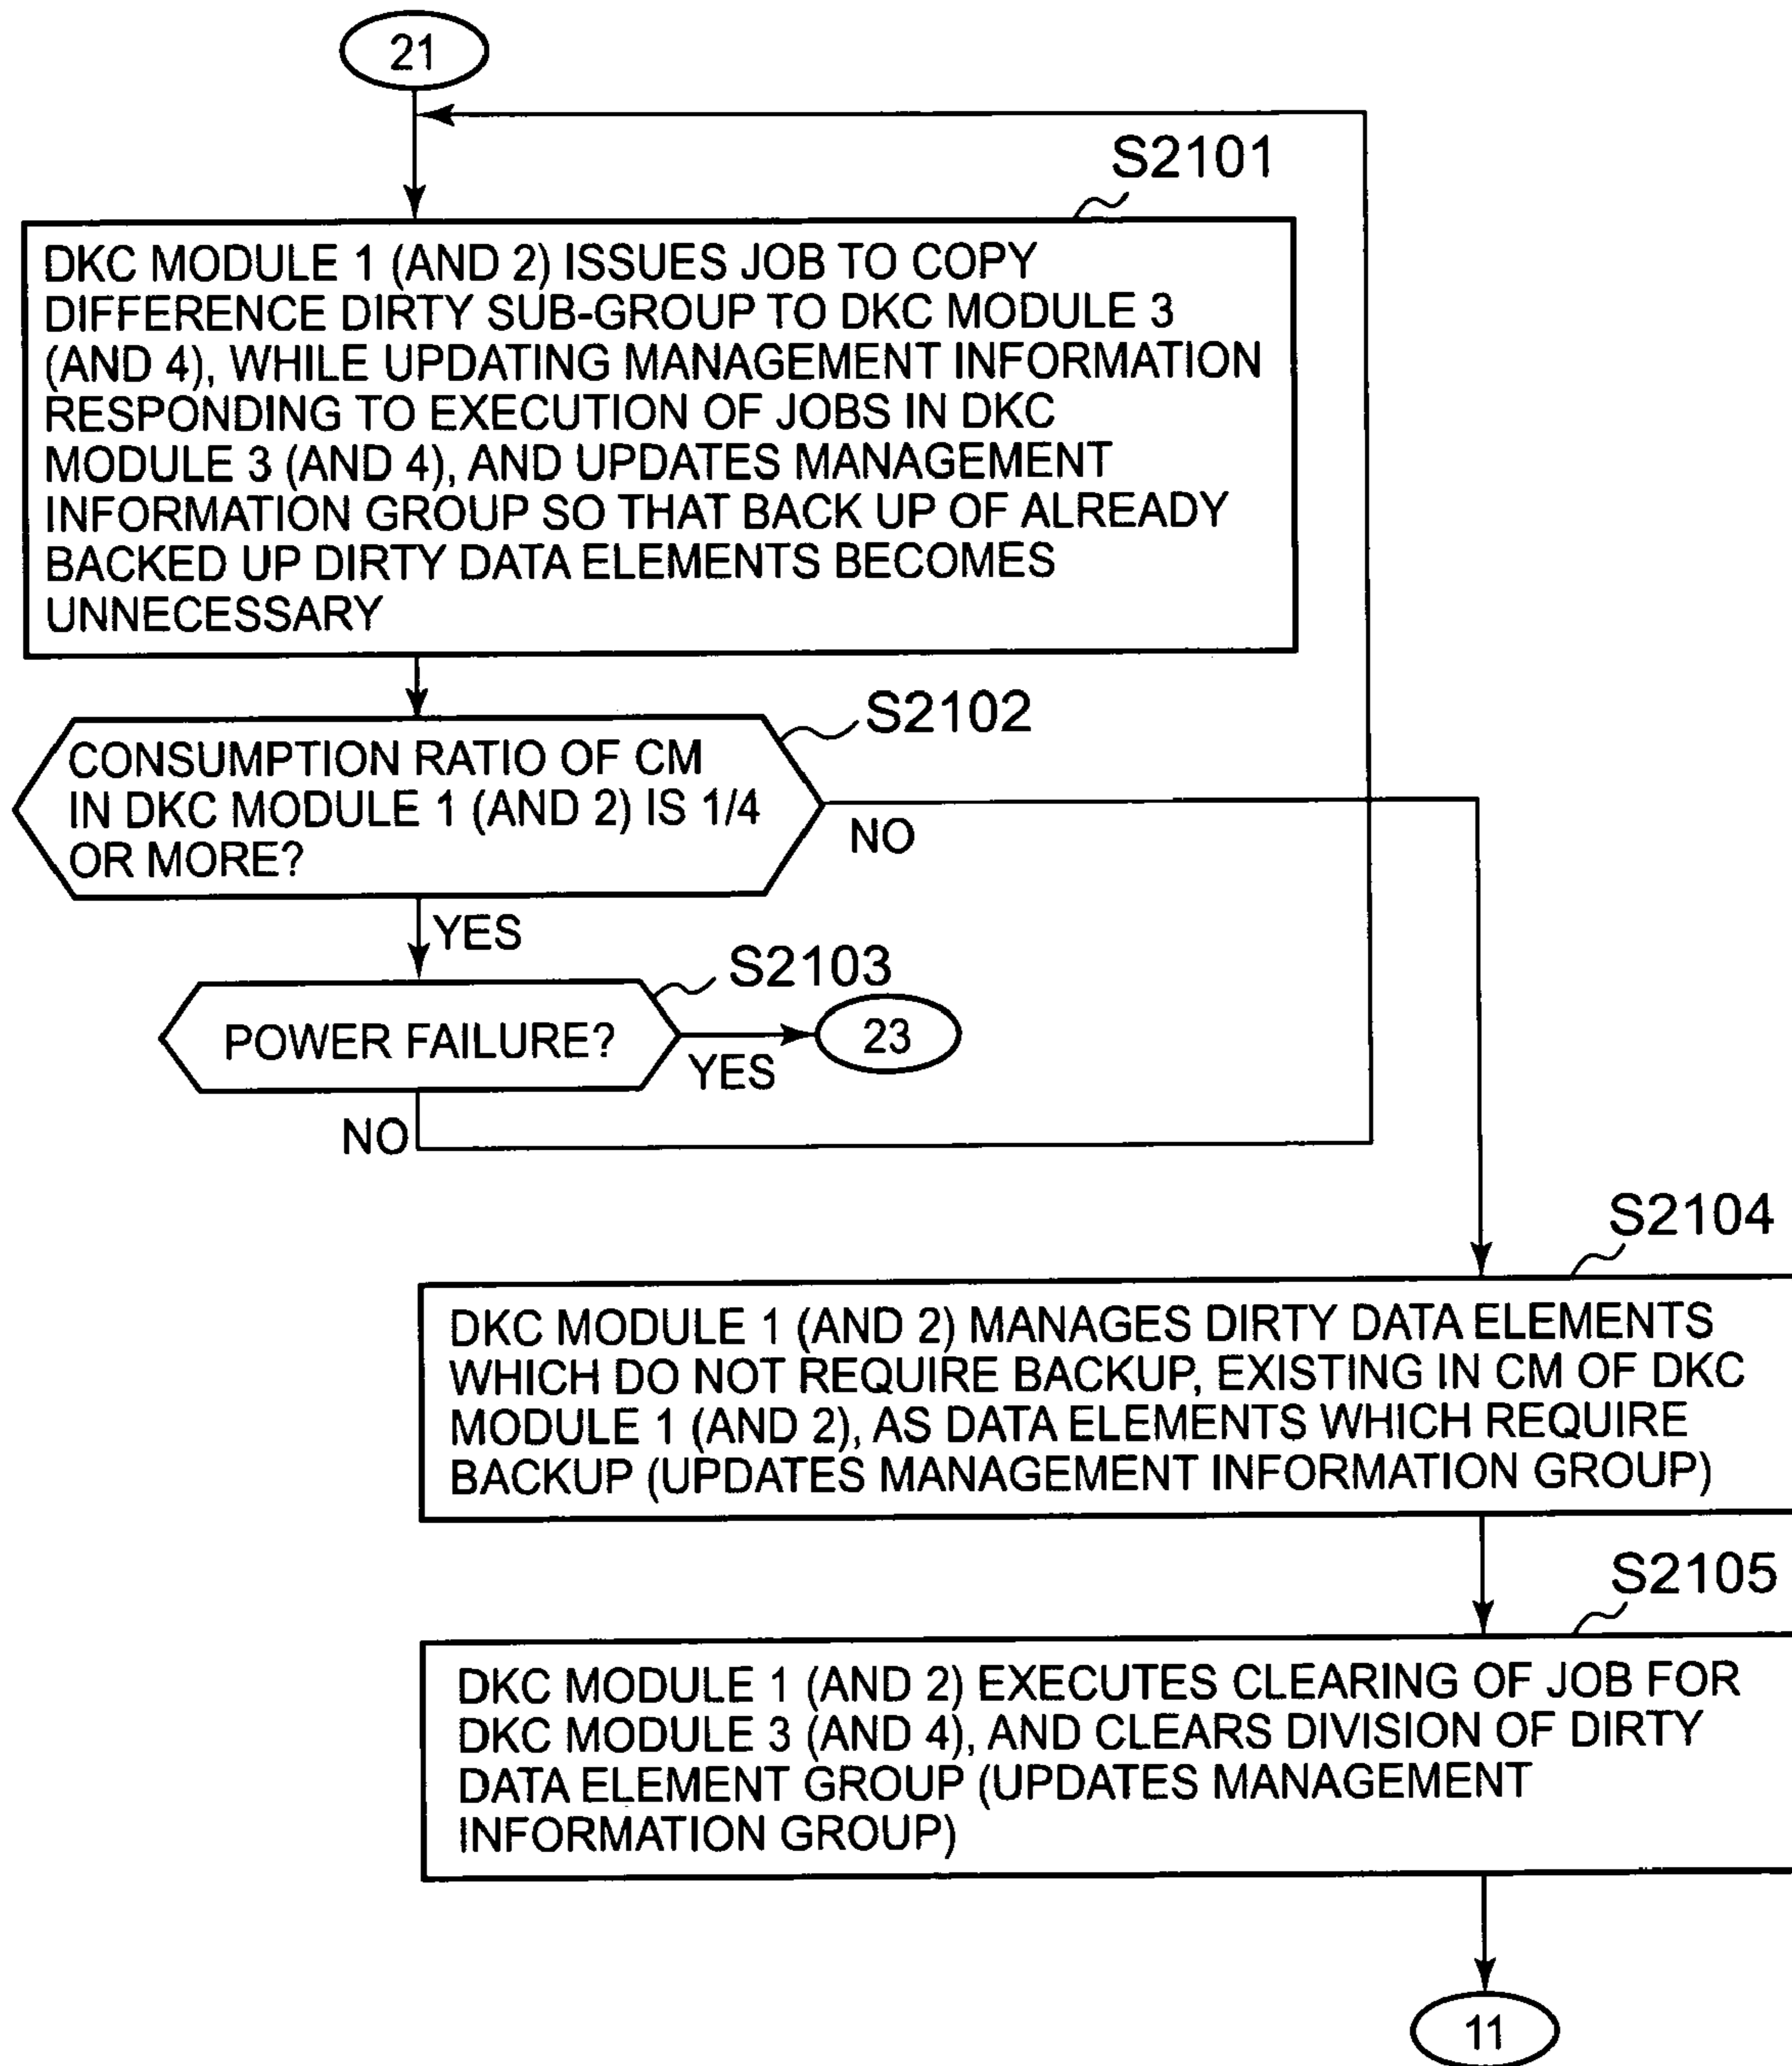 21
S2101
DKC MODULE 1 (AND 2) ISSUES JOB TO COPY
DIFFERENCE DIRTY SUB-GROUP TO DKC MODULE 3
(AND 4), WHILE UPDATING MANAGEMENT INFORMATION
RESPONDING TO EXECUTION OF JOBS IN DKC
MODULE 3 (AND 4), AND UPDATES MANAGEMENT
INFORMATION GROUP SO THAT BACK UP OF ALREADY
BACKED UP DIRTY DATA ELEMENTS BECOMES
UNNECESSARY
S2102
CONSUMPTION RATIO OF CM
IN DKC MODULE 1 (AND 2) IS 1/4
OR MORE?
NO
YES
S2103
POWER FAILURE?
YES
23
NO
S2104
DKC MODULE 1 (AND 2) MANAGES DIRTY DATA ELEMENTS
WHICH DO NOT REQUIRE BACKUP, EXISTING IN CM OF DKC
MODULE 1 (AND 2), AS DATA ELEMENTS WHICH REQUIRE
BACKUP (UPDATES MANAGEMENT INFORMATION GROUP)
S2105
DKC MODULE 1 (AND 2) EXECUTES CLEARING OF JOB FOR
DKC MODULE 3 (AND 4), AND CLEARS DIVISION OF DIRTY
DATA ELEMENT GROUP (UPDATES MANAGEMENT
INFORMATION GROUP)
11